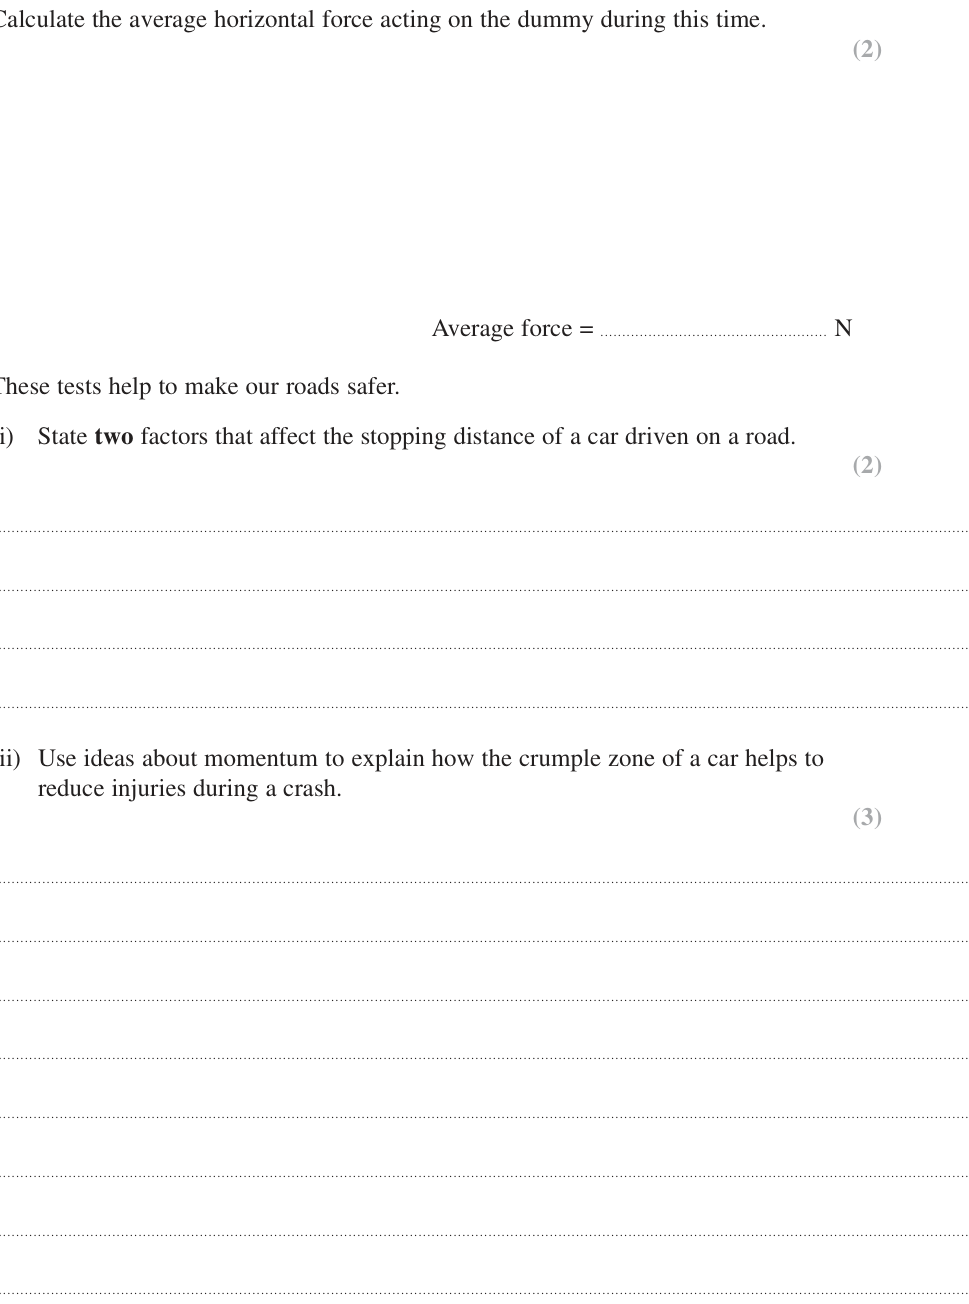 Calculate the average horizontal force acting on the dummy during this time.
(2)
Average force = N
These tests help to make our roads safer.
i) State two factors that affect the stopping distance of a car driven on a road.
(2)
ii) Use ideas about momentum to explain how the crumple zone of a car helps to
reduce injuries during a crash.
(3)